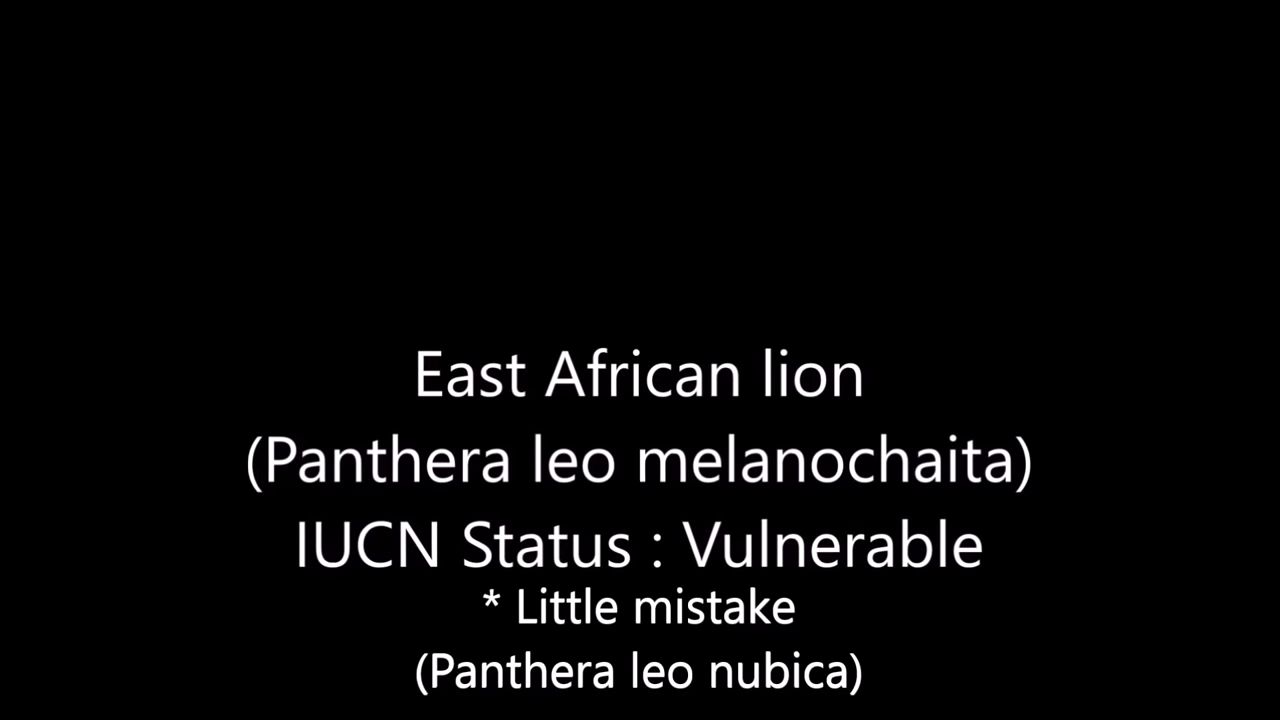 East African lion
(Panthera leo melanochaita)
IUCN Status : Vulnerable
* Little mistake
(Panthera leo nubica)